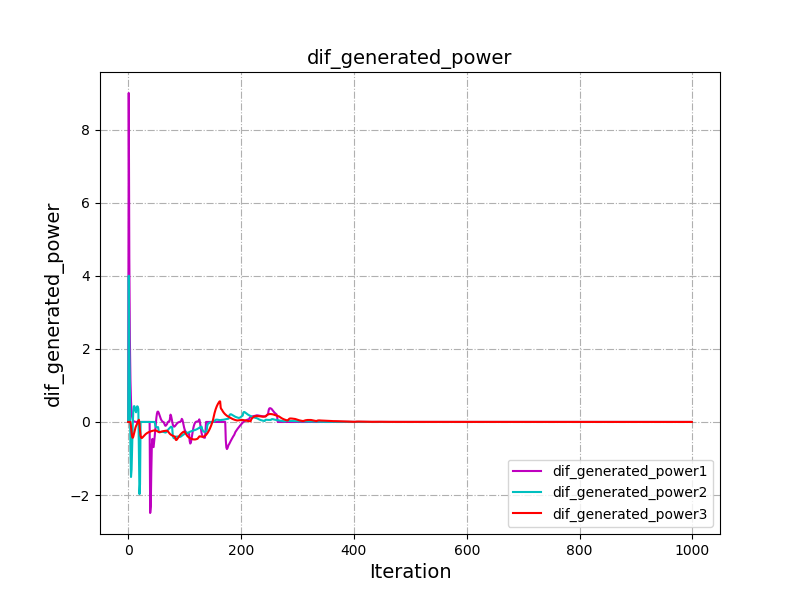 dif_generated_power
dif_generated_power
8
6
4
2
0
−2
0
200
400
600
800
1000
Iteration
dif_generated_power1
dif_generated_power2
dif_generated_power3